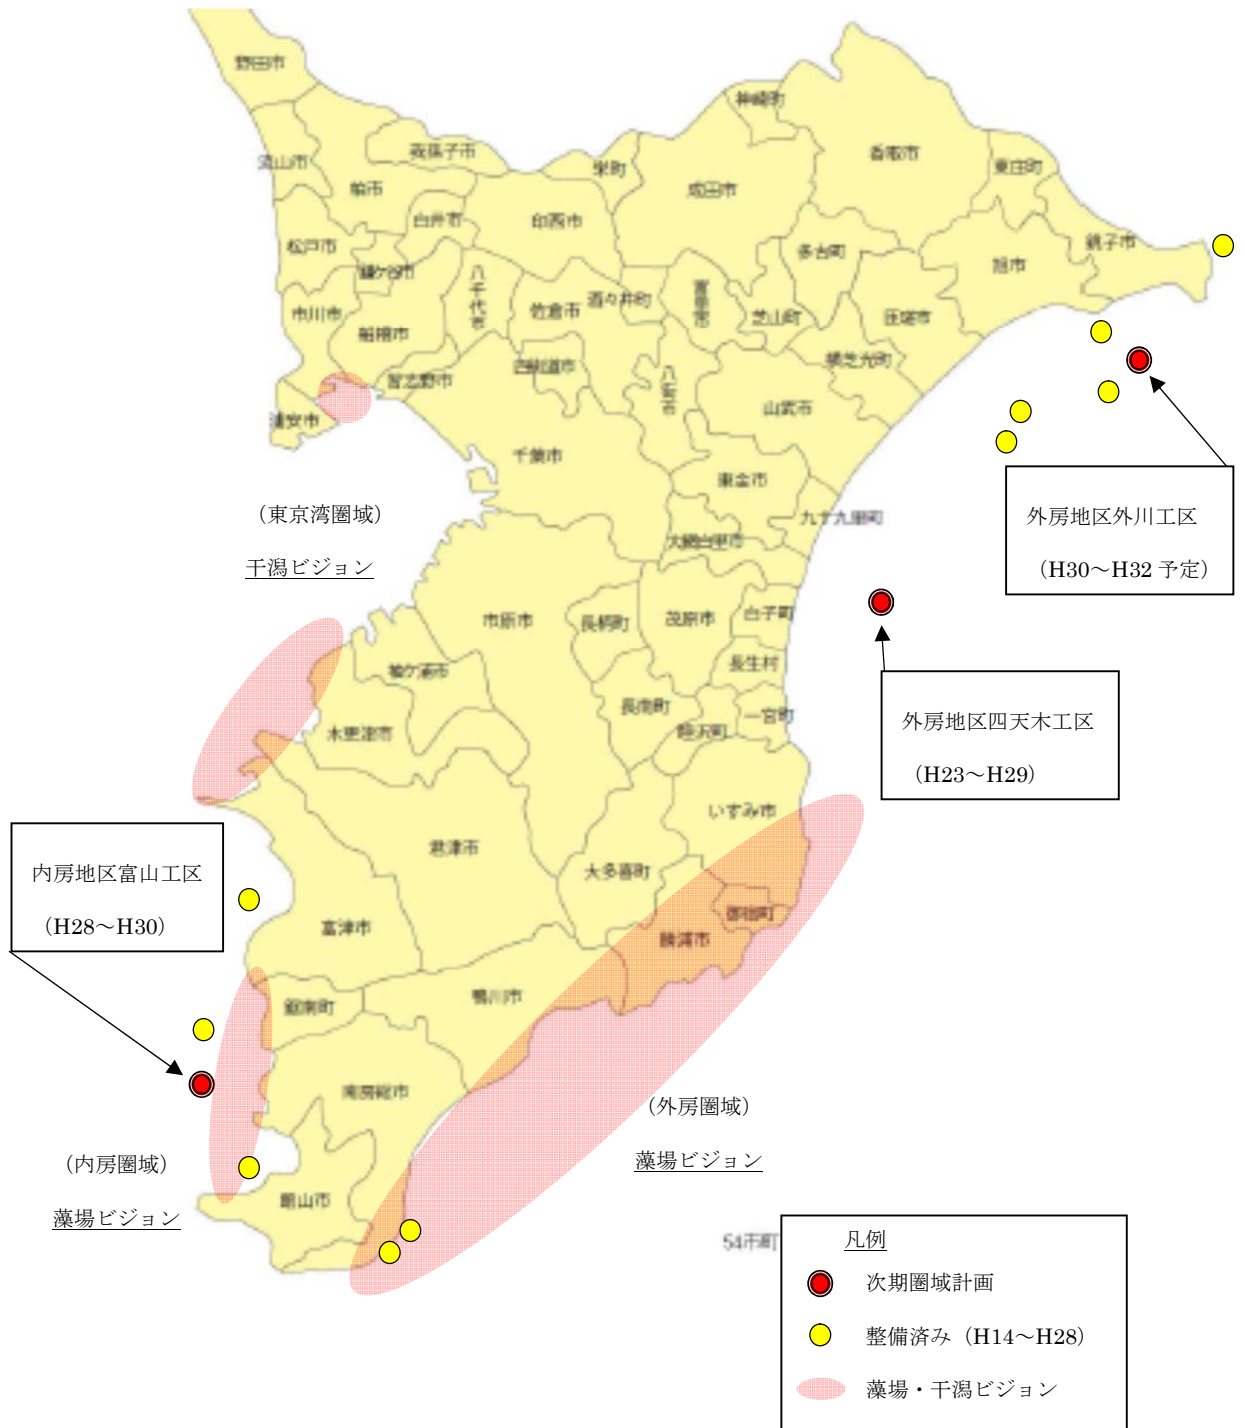 野田市
神崎町
我孫子市
流山市
柏市
栄町
成田市
香取市
東庄町
白井市
印西市
松戸市
鎌ケ谷市
八千代市
多古町
銚子市
旭市
市川市
船橋市
佐倉市
酒々井町
富里市
芝山町
匝瑳市
習志野市
四街道市
八街市
横芝光町
浦安市
山武市
千葉市
東金市
(東京湾圏域)
干潟ビジョン
九十九里町
大網白里市
外房地区外川工区
(H30～H32 予定)
市原市
長柄町
茂原市
白子町
袖ケ浦市
長生村
木更津市
長南町
睦沢町
一宮町
外房地区四天木工区
(H23～H29)
いすみ市
君津市
大多喜町
内房地区富山工区
(H28～H30)
富津市
御宿町
勝浦市
鋸南町
鴨川市
南房総市
(外房圏域)
藻場ビジョン
(内房圏域)
藻場ビジョン
館山市
54市町
凡例
次期圏域計画
整備済み (H14～H28)
藻場・干潟ビジョン